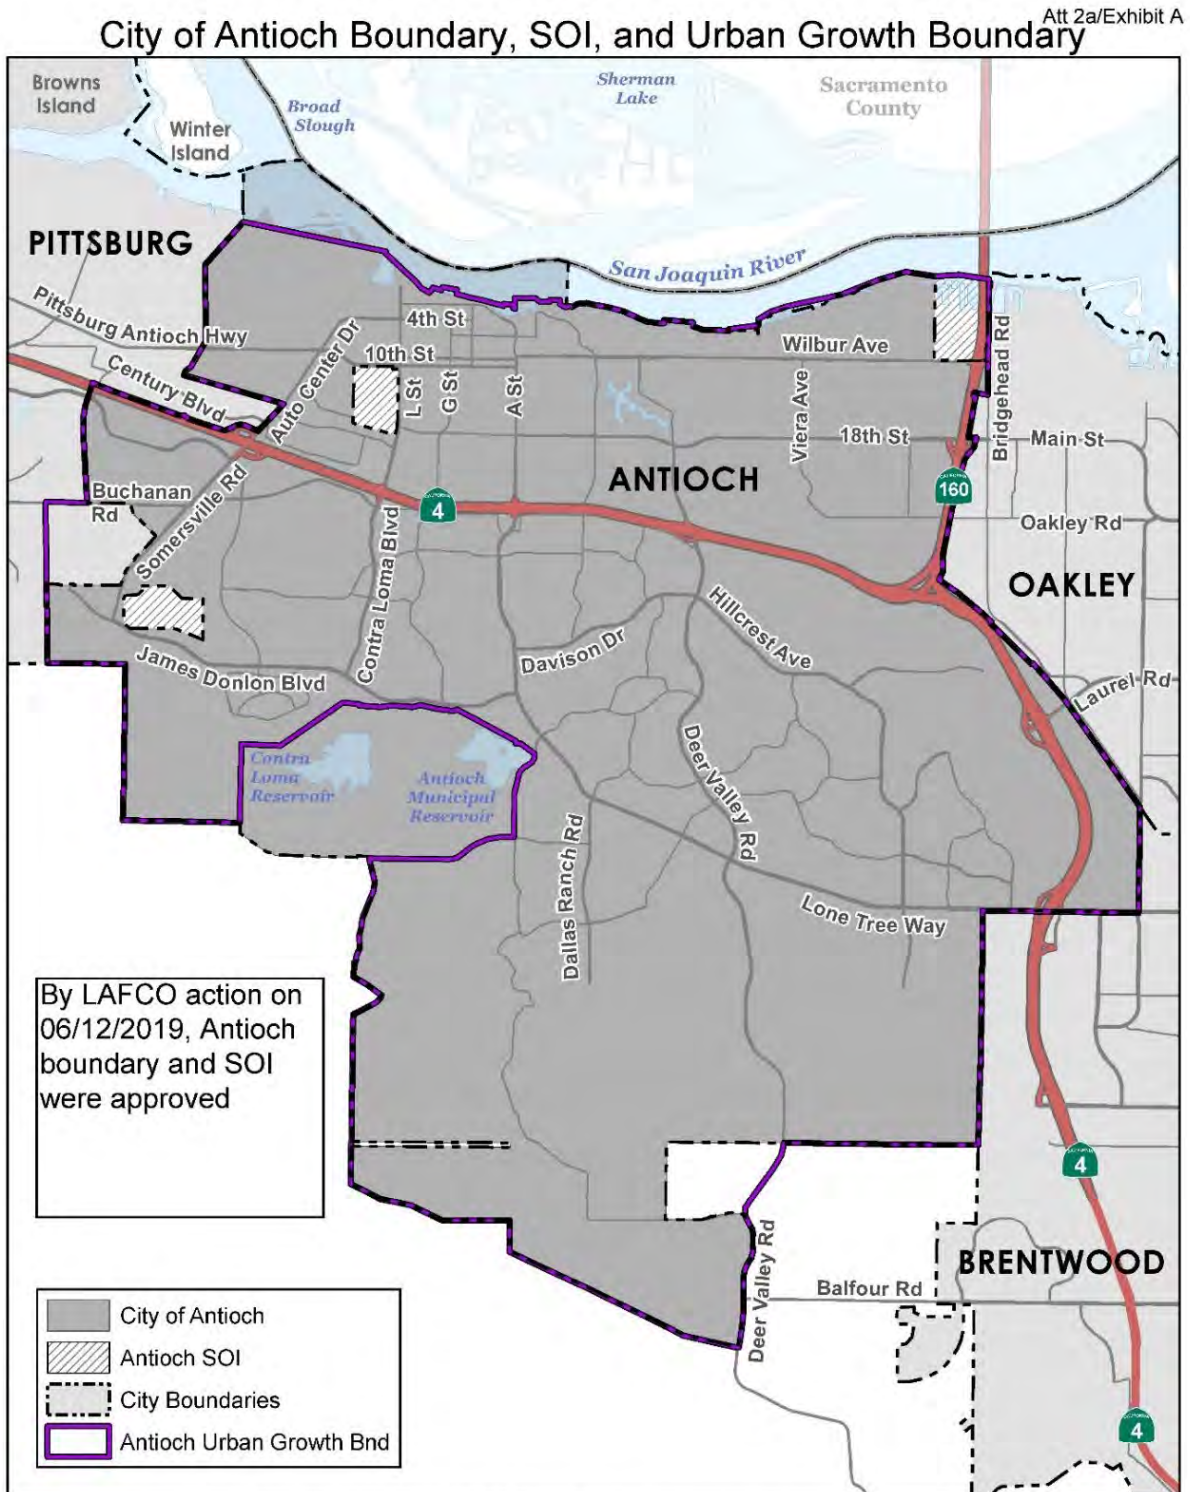 Att 2a/Exhibit A
City of Antioch Boundary, SOI, and Urban Growth Boundary
Browns
Island
Winter
Island
Broad
Slough
Sherman
Lake
Sacramento
County
PITTSBURG
San Joaquin River
Pittsburg Antioch Hwy
Century Blvd
Auto Center Dr
4th St
10th St
L St
G St
A St
Wilbur Ave
Viera Ave
18th St
Bridgehead Rd
Main St
ANTIOCH
4
160
Buchanan
Rd
Somersville Rd
Contra Loma Blvd
Oakley Rd
OAKLEY
Hillcrest Ave
Davison Dr
James Donlon Blvd
Laurel Rd
Contra
Loma
Reservoir
Antioch
Municipal
Reservoir
Deer Valley Rd
Dallas Ranch Rd
Lone Tree Way
By LAFCO action on
06/12/2019, Antioch
boundary and SOI
were approved
4
Deer Valley Rd
BRENTWOOD
Balfour Rd
4
City of Antioch
Antioch SOI
City Boundaries
Antioch Urban Growth Bnd